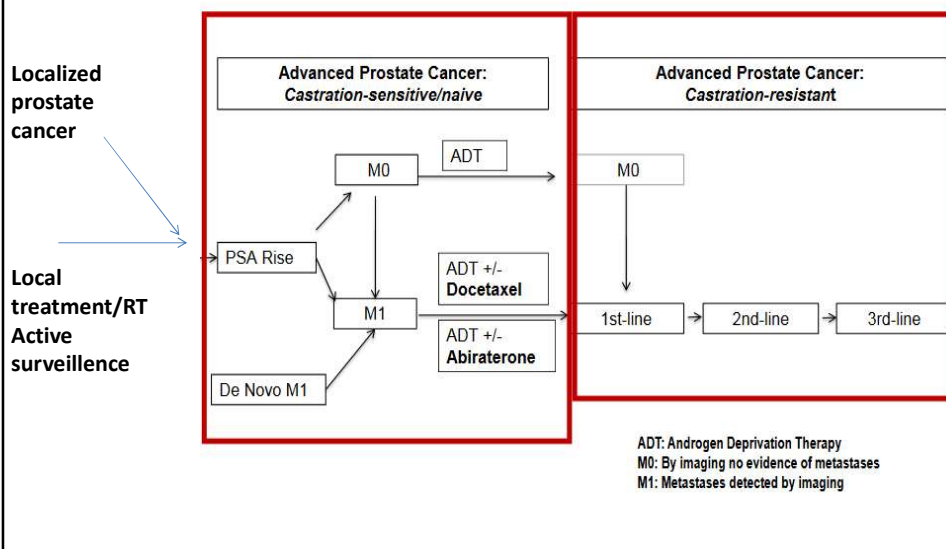 Localized
prostate
cancer
Local
treatment/RT
Active
surveillence
Advanced Prostate Cancer:
Castration-sensitive/naive
M0
ADT
PSA Rise
M1
ADT +/-
Docetaxel
ADT +/-
Abiraterone
De Novo M1
Advanced Prostate Cancer:
Castration-resistant
M0
1st-line
2nd-line
3rd-line
ADT: Androgen Deprivation Therapy
M0: By imaging no evidence of metastases
M1: Metastases detected by imaging